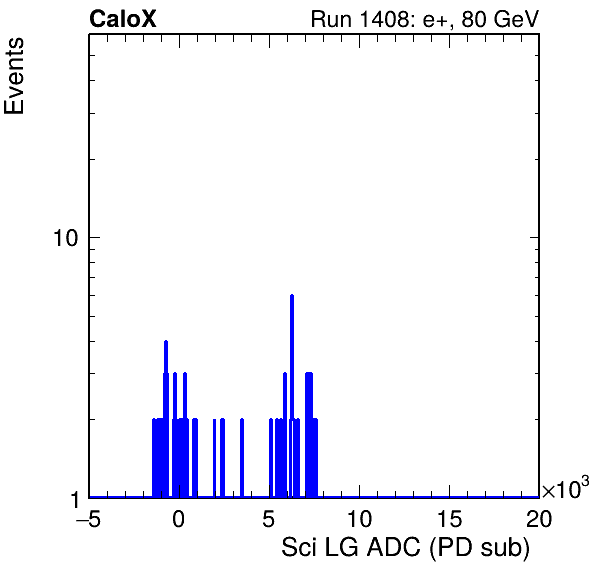 CaloX Run 1408: e+, 80 GeV
Events
10
1
−5 0 5 10 15 20
×10³
Sci LG ADC (PD sub)